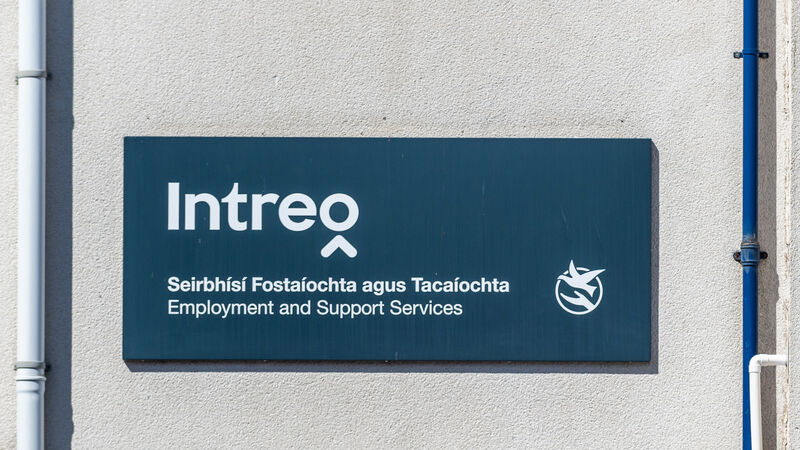 Intreo
Seirbhísí Fostaíochta agus Tacaíochta
Employment and Support Services